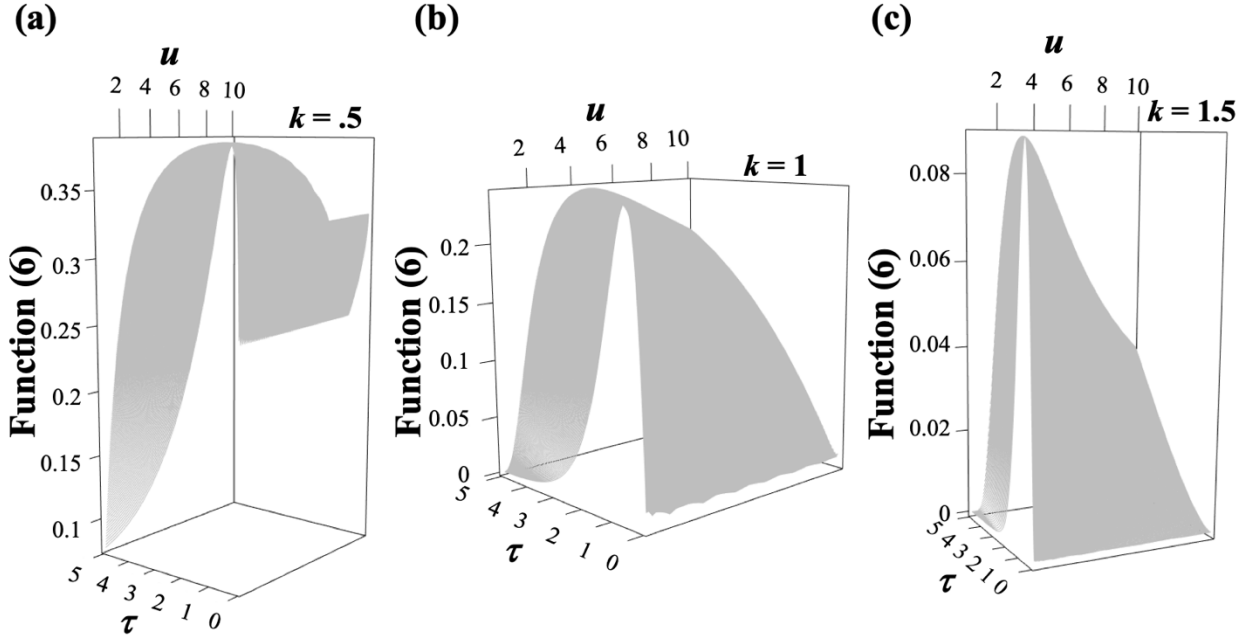 (a)
u
2 4 6 8 10
k = .5
Function (6)
0.35
0.3
0.25
0.2
0.15
0.1
5 4 3 2 1 0
τ
(b)
u
2 4 6 8 10
k = 1
Function (6)
0.2
0.15
0.1
0.05
0
5 4 3 2 1 0
τ
(c)
u
2 4 6 8 10
k = 1.5
Function (6)
0.08
0.06
0.04
0.02
0
5 4 3 2 1 0
τ